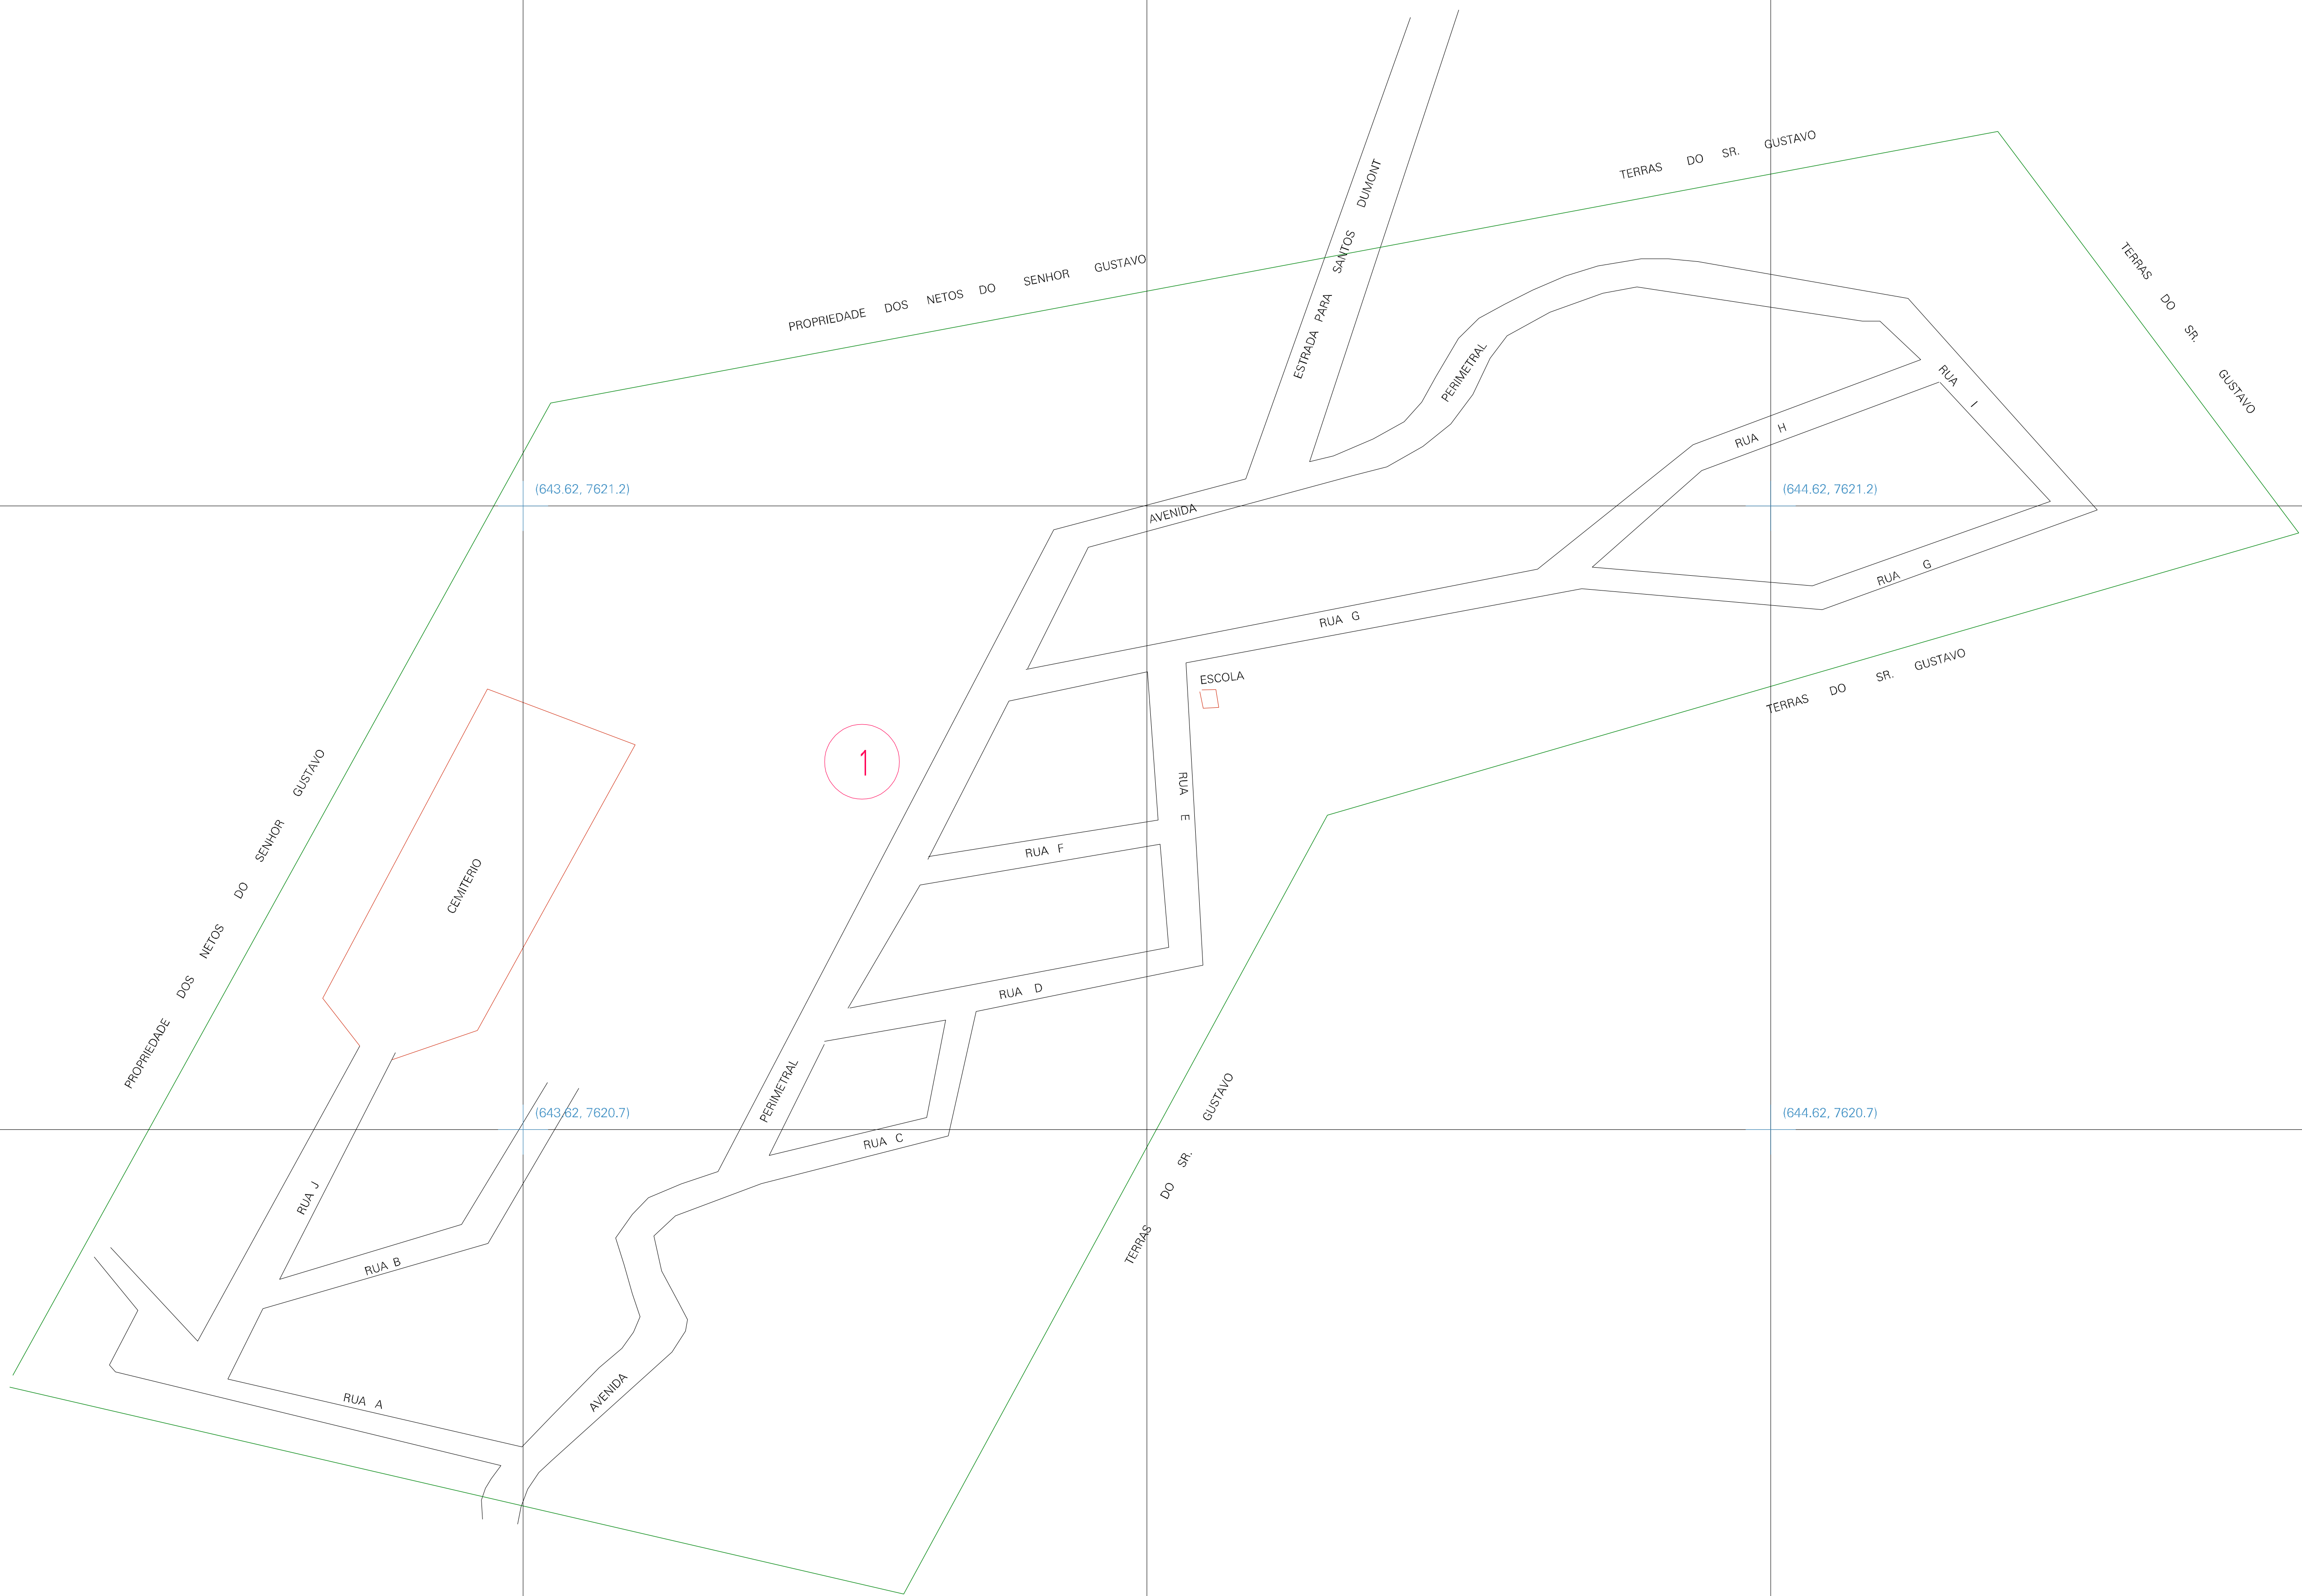 TERRAS DO SR. GUSTAVO
ESTRADA PARA SANTOS DUMONT
PROPRIEDADE DOS NETOS DO SENHOR GUSTAVO
TERRAS DO SR. GUSTAVO
PERIMETRAL
RUA I
RUA H
(643.62, 7621.2)
(644.62, 7621.2)
AVENIDA
RUA G
RUA G
ESCOLA
TERRAS DO SR. GUSTAVO
1
RUA E
PROPRIEDADE DOS NETOS DO SENHOR GUSTAVO
CEMITERIO
RUA F
RUA D
PERIMETRAL
(643.62, 7620.7)
(644.62, 7620.7)
RUA C
TERRAS DO SR. GUSTAVO
RUA J
RUA B
AVENIDA
RUA A